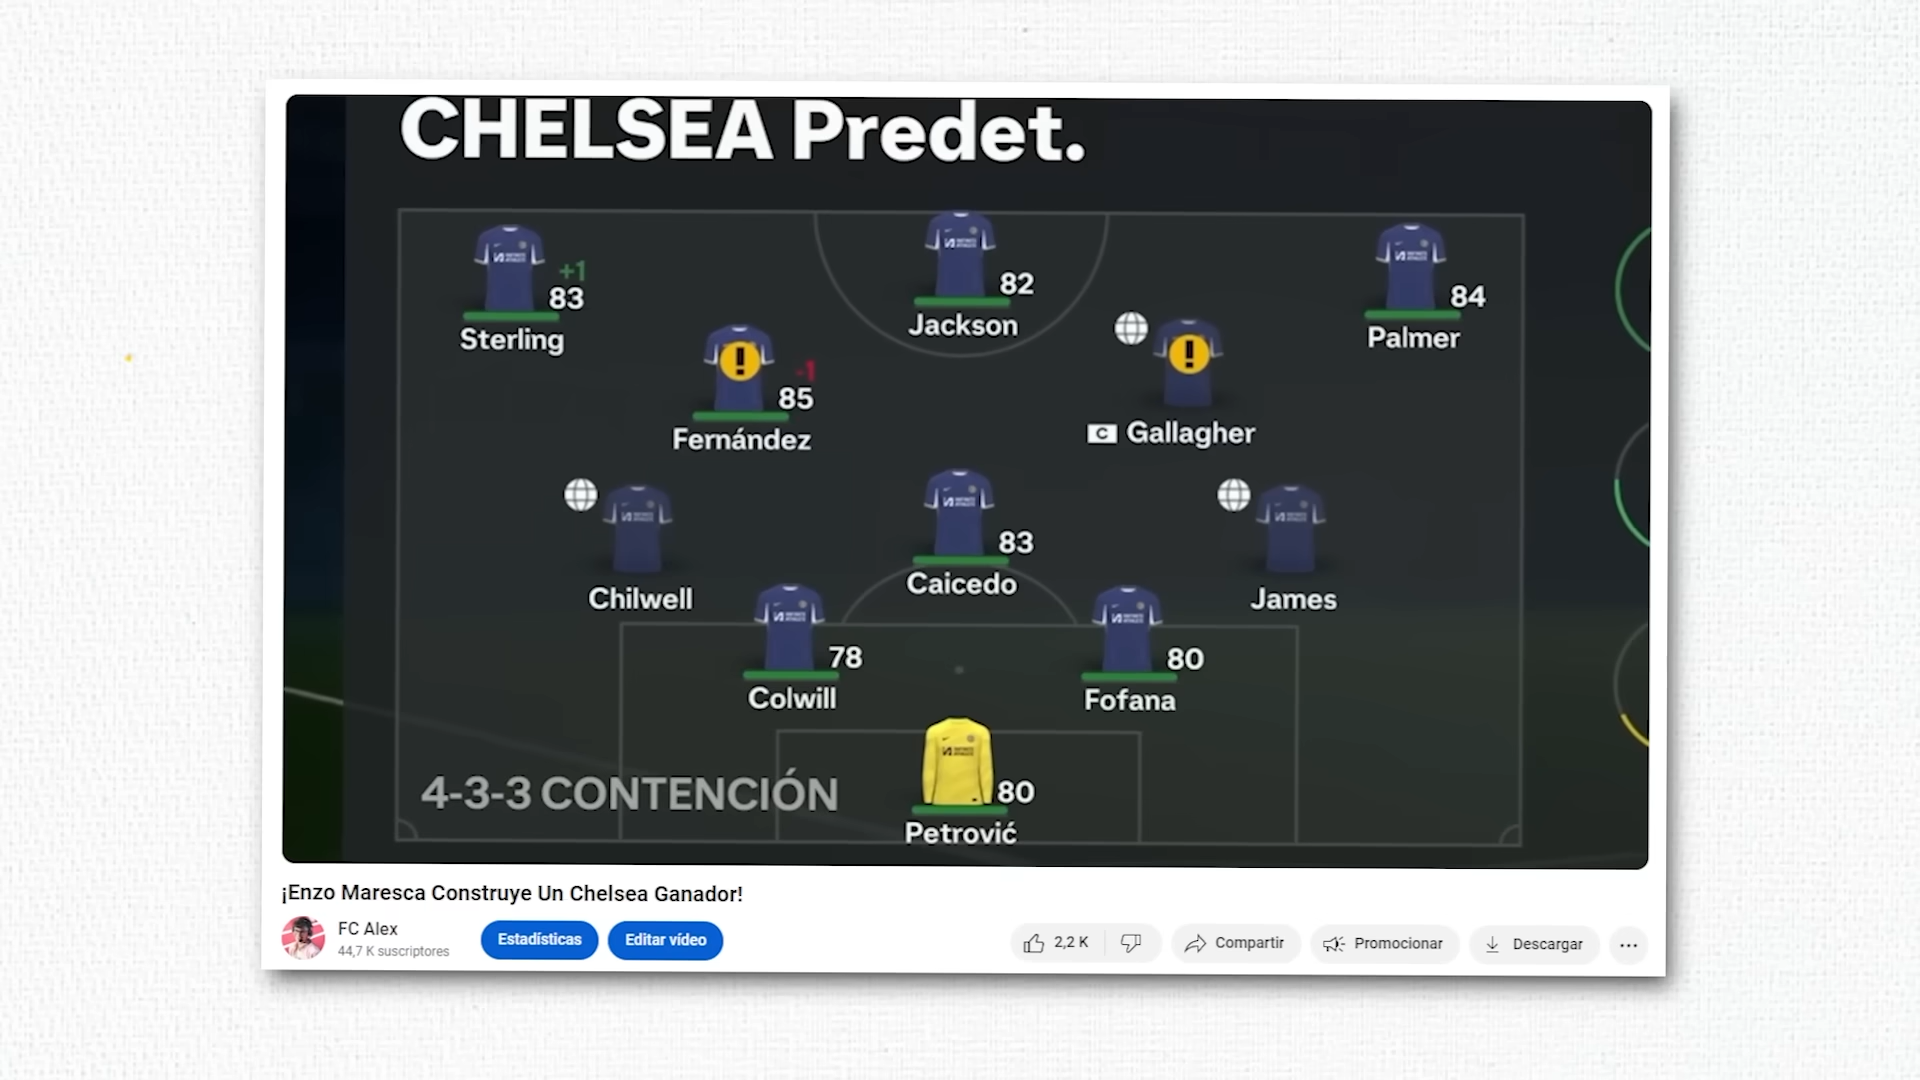 CHELSEA Predet.
+1
83
Sterling
82
Jackson
84
Palmer
-1
85
Fernández
C Gallagher
Chilwell
83
Caicedo
James
78
Colwill
80
Fofana
80
Petrović
4-3-3 CONTENCIÓN
¡Enzo Maresca Construye Un Chelsea Ganador!
FC Alex
44,7 K suscriptores
Estadísticas
Editar vídeo
2,2 K
Compartir
Promocionar
Descargar